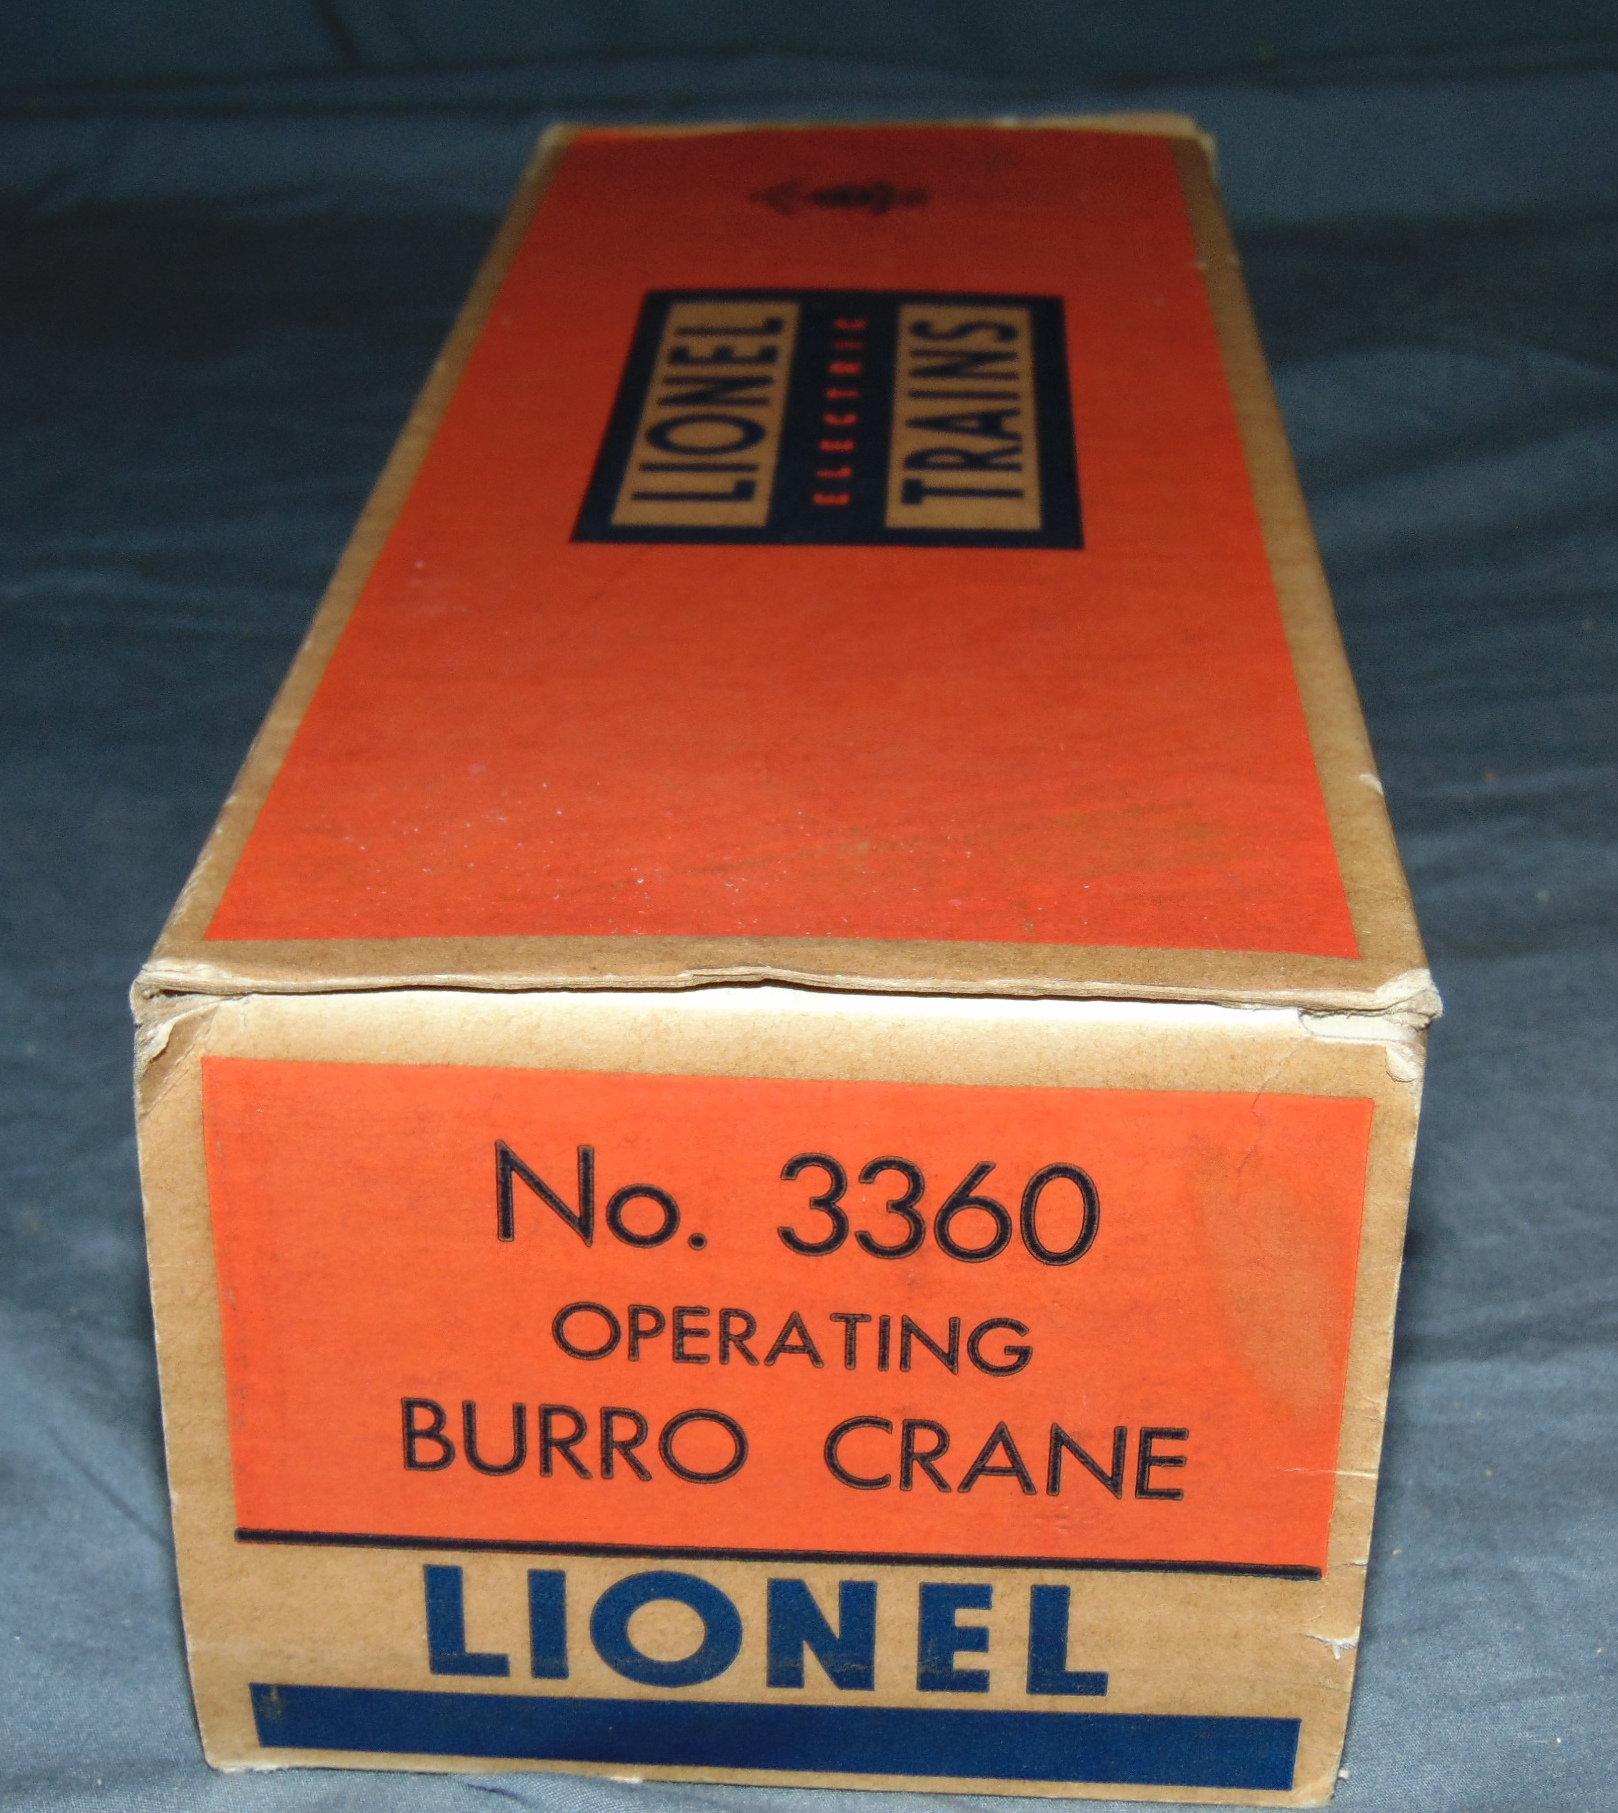 LIONEL
ELECTRIC
TRAINS
No. 3360
OPERATING
BURRO CRANE
LIONEL